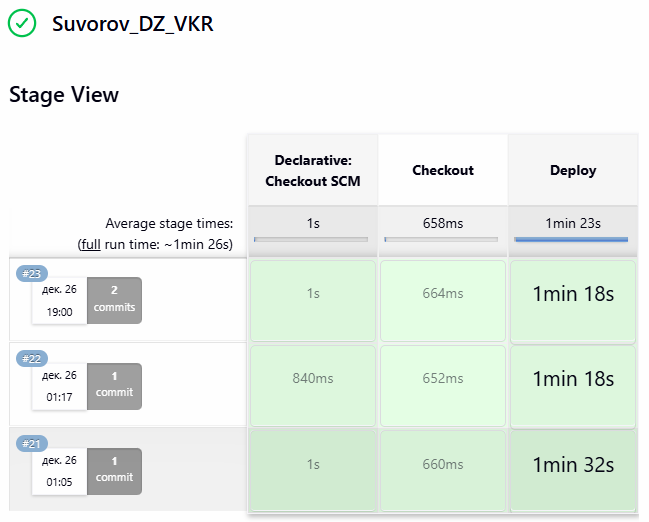 Suvorov_DZ_VKR
Stage View
Declarative:
Checkout SCM
Checkout
Deploy
Average stage times:
(full run time: ~1min 26s)
1s
658ms
1min 23s
#23
дек. 26
19:00
2
commits
1s
664ms
1min 18s
#22
дек. 26
01:17
1
commit
840ms
652ms
1min 18s
#21
дек. 26
01:05
1
commit
1s
660ms
1min 32s